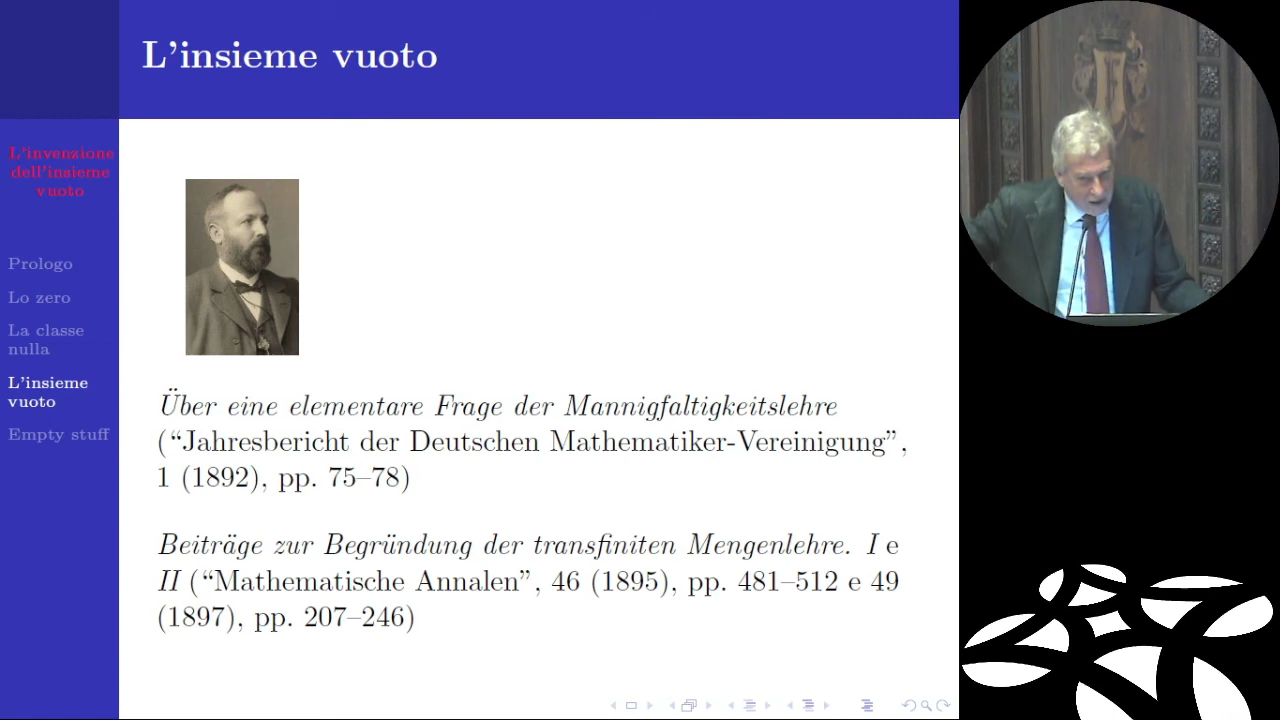 L'insieme vuoto
L'invenzione
dell'insieme
vuoto
Prologo
Lo zero
La classe
nulla
L'insieme
vuoto
Empty stuff
Über eine elementare Frage der Mannigfaltigkeitslehre
(“Jahresbericht der Deutschen Mathematiker-Vereinigung”,
1 (1892), pp. 75–78)
Beiträge zur Begründung der transfiniten Mengenlehre. I e
II (“Mathematische Annalen”, 46 (1895), pp. 481–512 e 49
(1897), pp. 207–246)